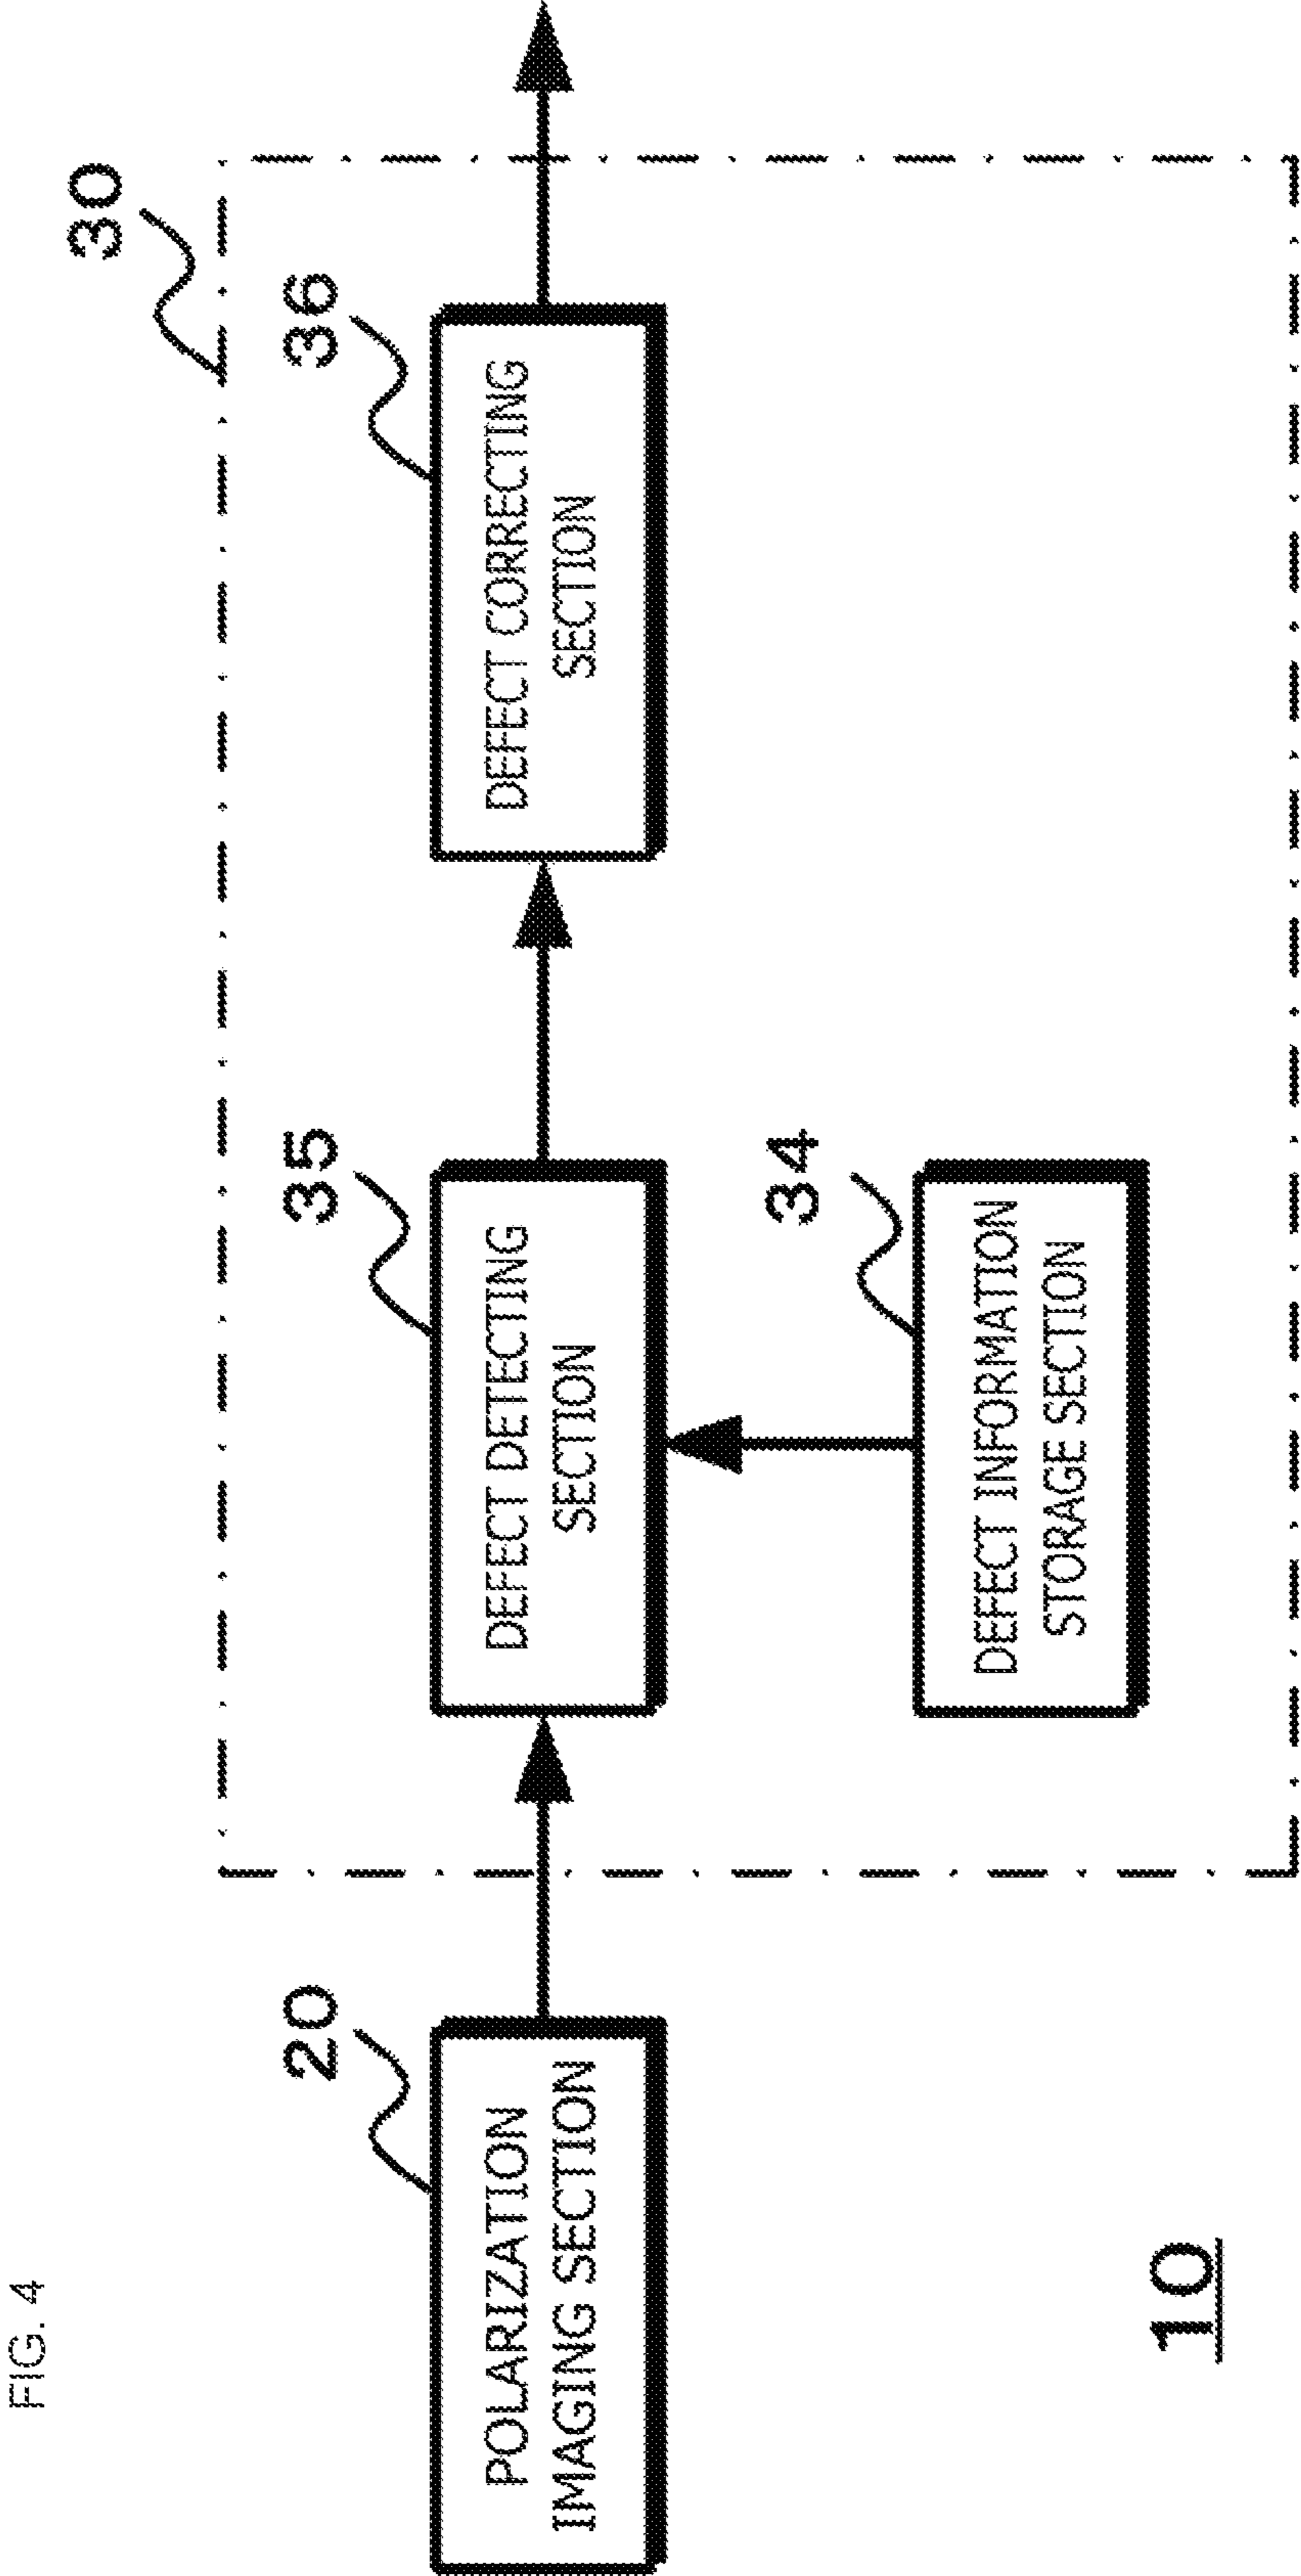 FIG. 4
30
20
35
36
POLARIZATION
IMAGING SECTION
DEFECT DETECTING
SECTION
DEFECT CORRECTING
SECTION
34
DEFECT INFORMATION
STORAGE SECTION
10